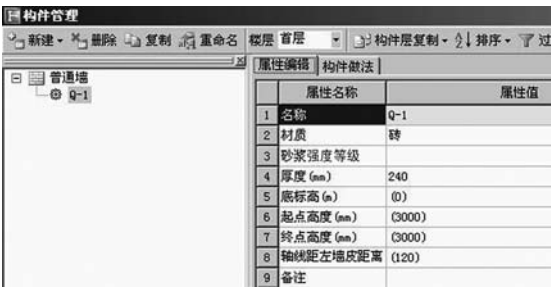 构件管理
新建 删除 复制 重命名 楼层 首层 构件层复制 排序 过
普通墙
Q-1
属性编辑 构件做法
属性名称 属性值
1 名称 Q-1
2 材质 砖
3 砂浆强度等级
4 厚度(mm) 240
5 底标高(m) (0)
6 起点高度(mm) (3000)
7 终点高度(mm) (3000)
8 轴线距左墙皮距离 (120)
9 备注